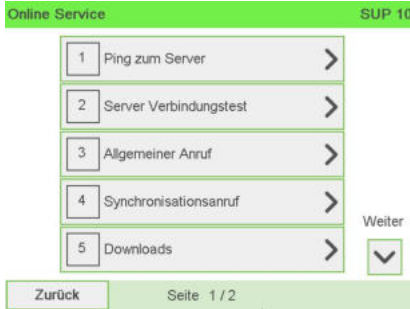 Online Service SUP 10
1 Ping zum Server
2 Server Verbindungstest
3 Allgemeiner Anruf
4 Synchronisationsanruf
Weiter
5 Downloads
Zurück Seite 1/2